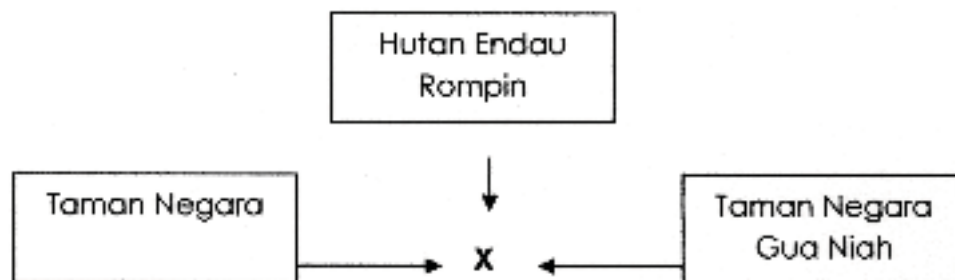 Hutan Endau
Rompin
Taman Negara
X
Taman Negara
Gua Niah